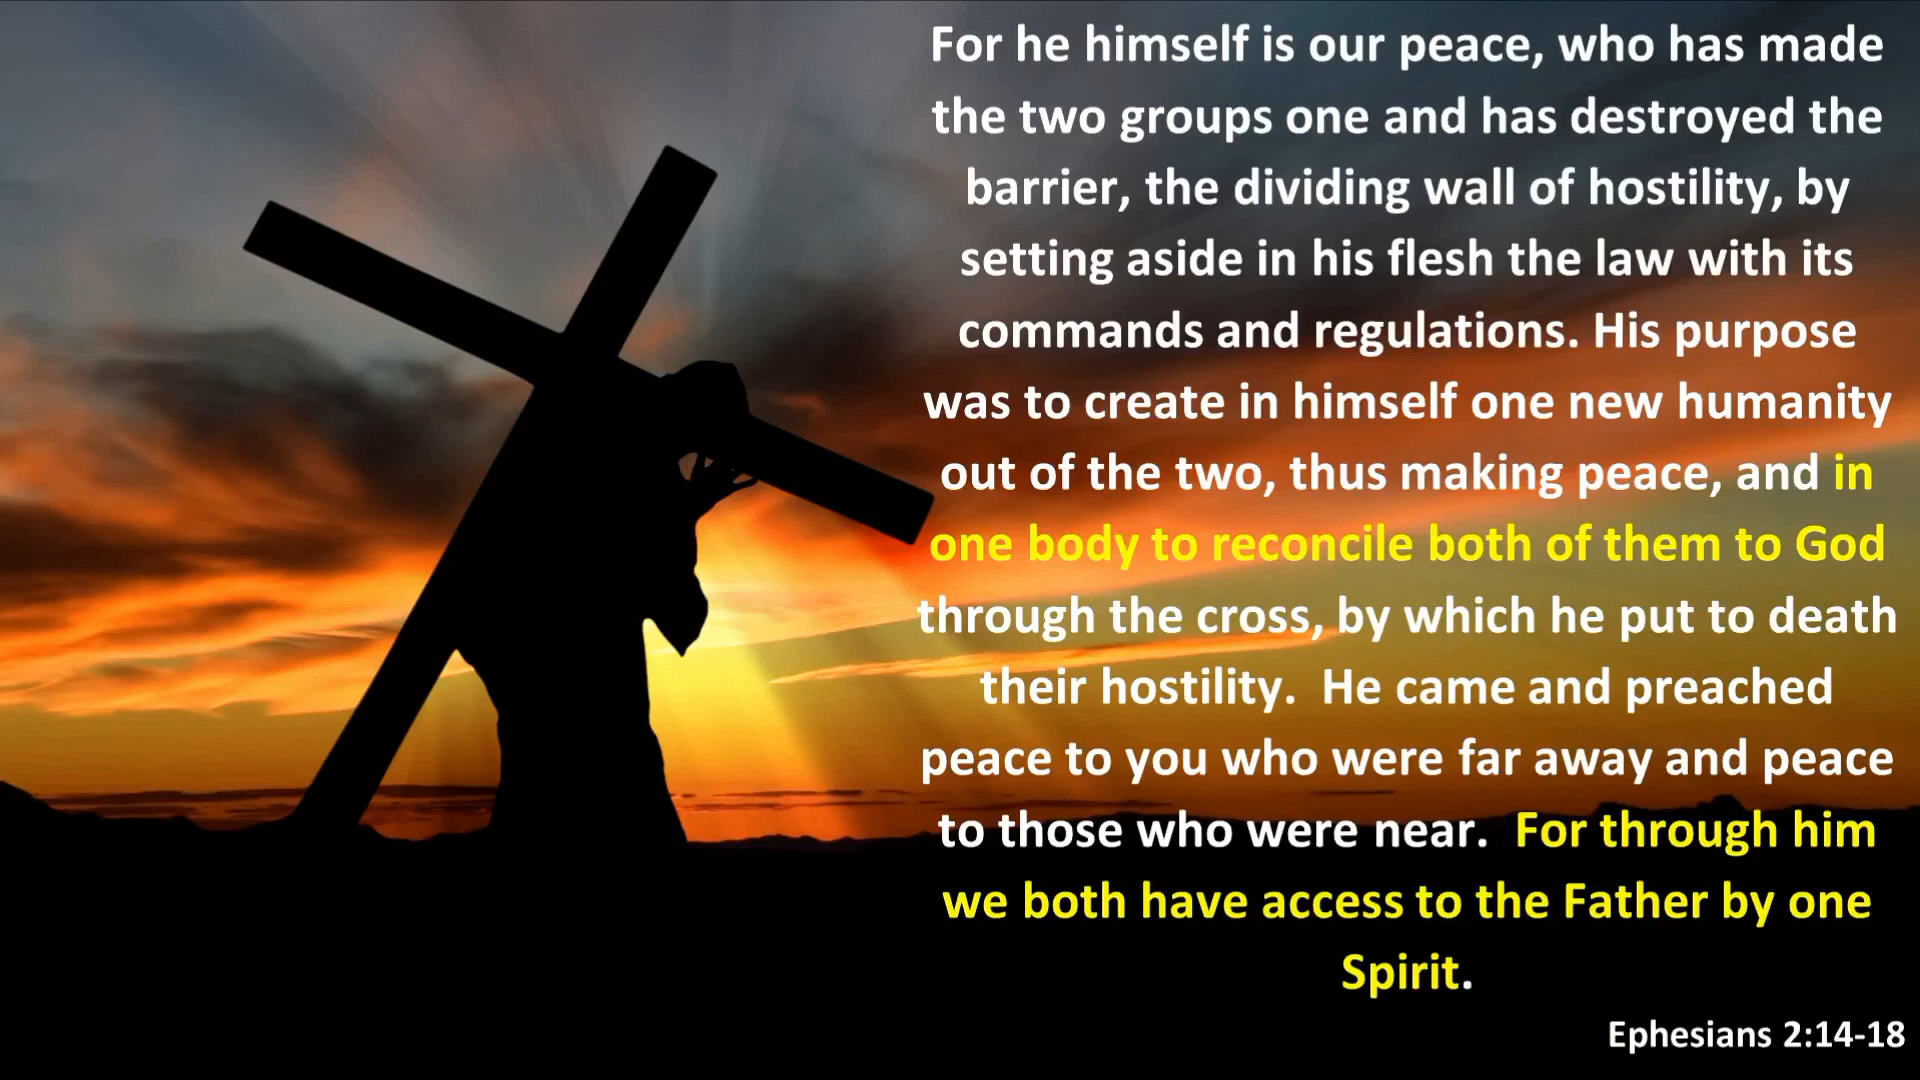 For he himself is our peace, who has made
the two groups one and has destroyed the
barrier, the dividing wall of hostility, by
setting aside in his flesh the law with its
commands and regulations. His purpose
was to create in himself one new humanity
out of the two, thus making peace, and in
one body to reconcile both of them to God
through the cross, by which he put to death
their hostility.  He came and preached
peace to you who were far away and peace
to those who were near.  For through him
we both have access to the Father by one
Spirit.
Ephesians 2:14-18